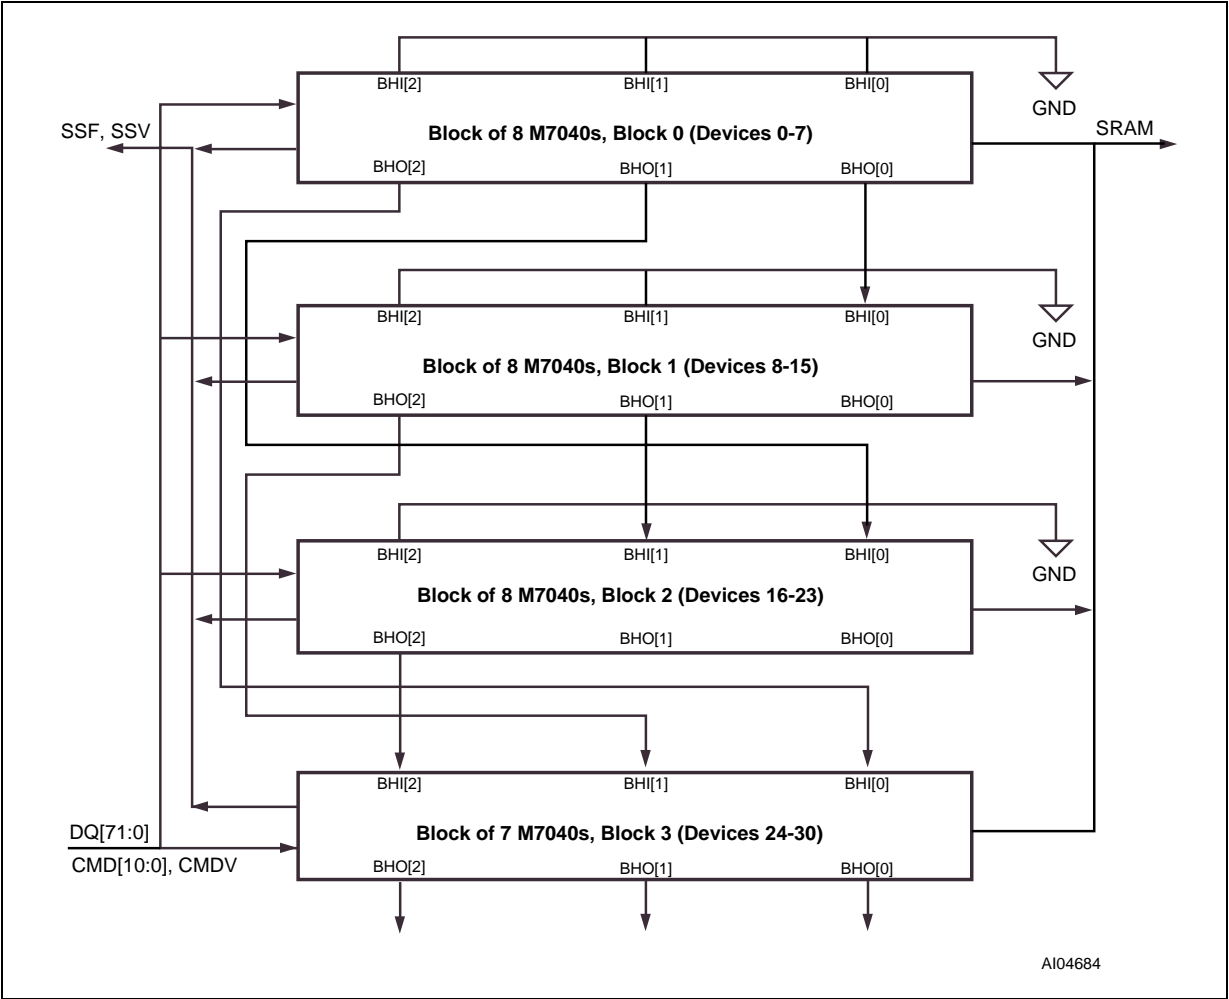 BHI[2] BHI[1] BHI[0]
GND
Block of 8 M7040s, Block 0 (Devices 0-7)
SSF, SSV
SRAM
BHO[2] BHO[1] BHO[0]
BHI[2] BHI[1] BHI[0]
GND
Block of 8 M7040s, Block 1 (Devices 8-15)
BHO[2] BHO[1] BHO[0]
BHI[2] BHI[1] BHI[0]
GND
Block of 8 M7040s, Block 2 (Devices 16-23)
BHO[2] BHO[1] BHO[0]
BHI[2] BHI[1] BHI[0]
DQ[71:0]
Block of 7 M7040s, Block 3 (Devices 24-30)
CMD[10:0], CMDV
BHO[2] BHO[1] BHO[0]
AI04684